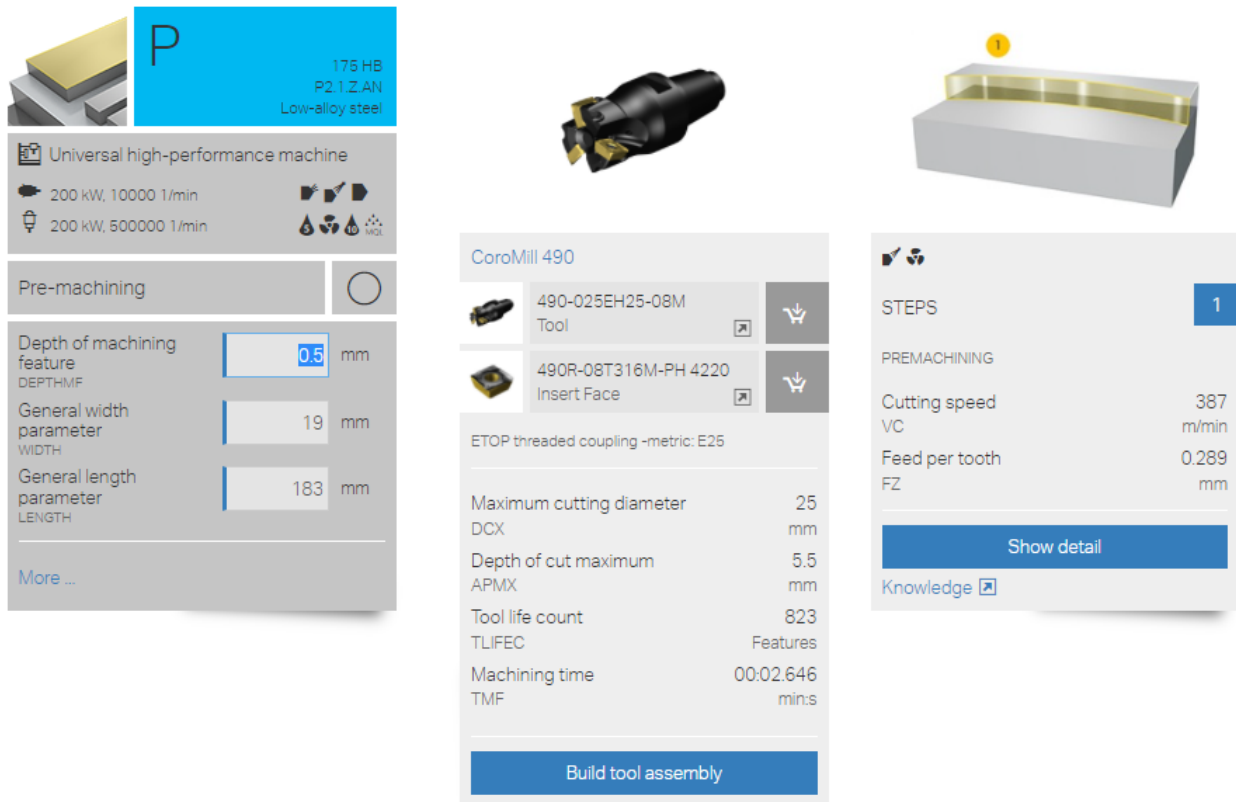 P
175 HB
P2.1.Z.AN
Low-alloy steel
Universal high-performance machine
200 kW, 10000 1/min
200 kW, 500000 1/min
5
10
MQL
Pre-machining
Depth of machining
feature
DEPTHMF
0.5 mm
General width
parameter
WIDTH
19 mm
General length
parameter
LENGTH
183 mm
More ...
CoroMill 490
490-025EH25-08M
Tool
490R-08T316M-PH 4220
Insert Face
ETOP threaded coupling -metric: E25
Maximum cutting diameter 25
DCX mm
Depth of cut maximum 5.5
APMX mm
Tool life count 823
TLIFEC Features
Machining time 00:02.646
TMF min:s
Build tool assembly
1
STEPS 1
PREMACHINING
Cutting speed 387
VC m/min
Feed per tooth 0.289
FZ mm
Show detail
Knowledge